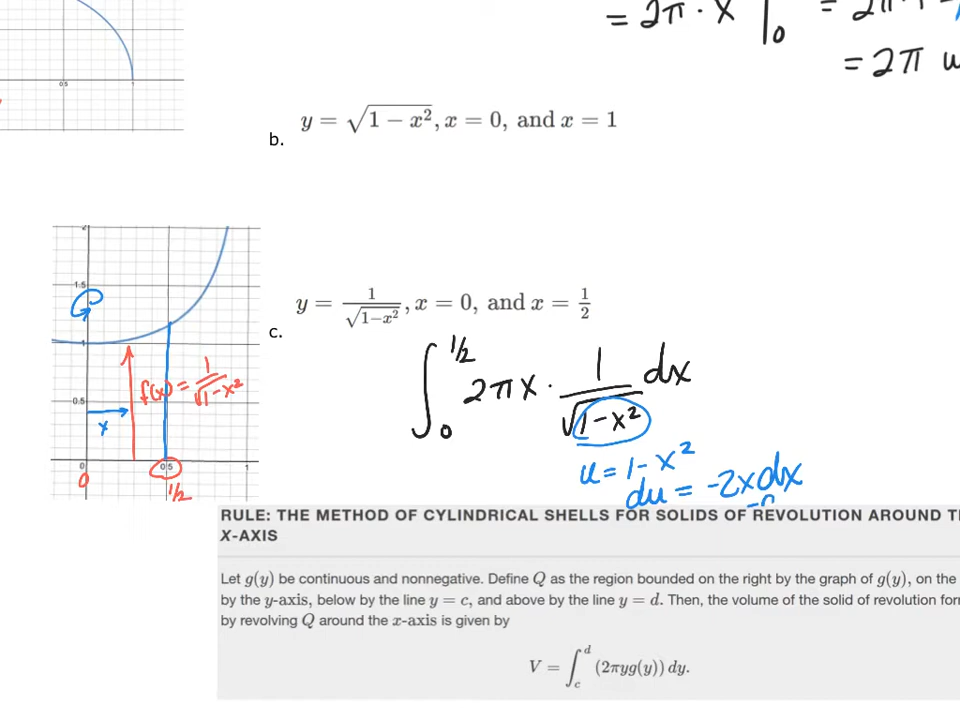 = 2π · x |₀
= 2π
0.5
1
b.
y = √(1 − x²), x = 0, and x = 1
2
1.5
1
0.5
0
0.5
1
f(x) = 1/√(1-x²)
x
0
1/2
c.
y = 1/√(1−x²), x = 0, and x = 1/2
∫₀^(1/2) 2πx · 1/√(1-x²) dx
u = 1 - x²
du = -2x dx
RULE: THE METHOD OF CYLINDRICAL SHELLS FOR SOLIDS OF REVOLUTION AROUND
X-AXIS
Let g(y) be continuous and nonnegative. Define Q as the region bounded on the right by the graph of g(y), on the
by the y-axis, below by the line y = c, and above by the line y = d. Then, the volume of the solid of revolution
by revolving Q around the x-axis is given by
V = ∫_c^d (2πyg(y)) dy.